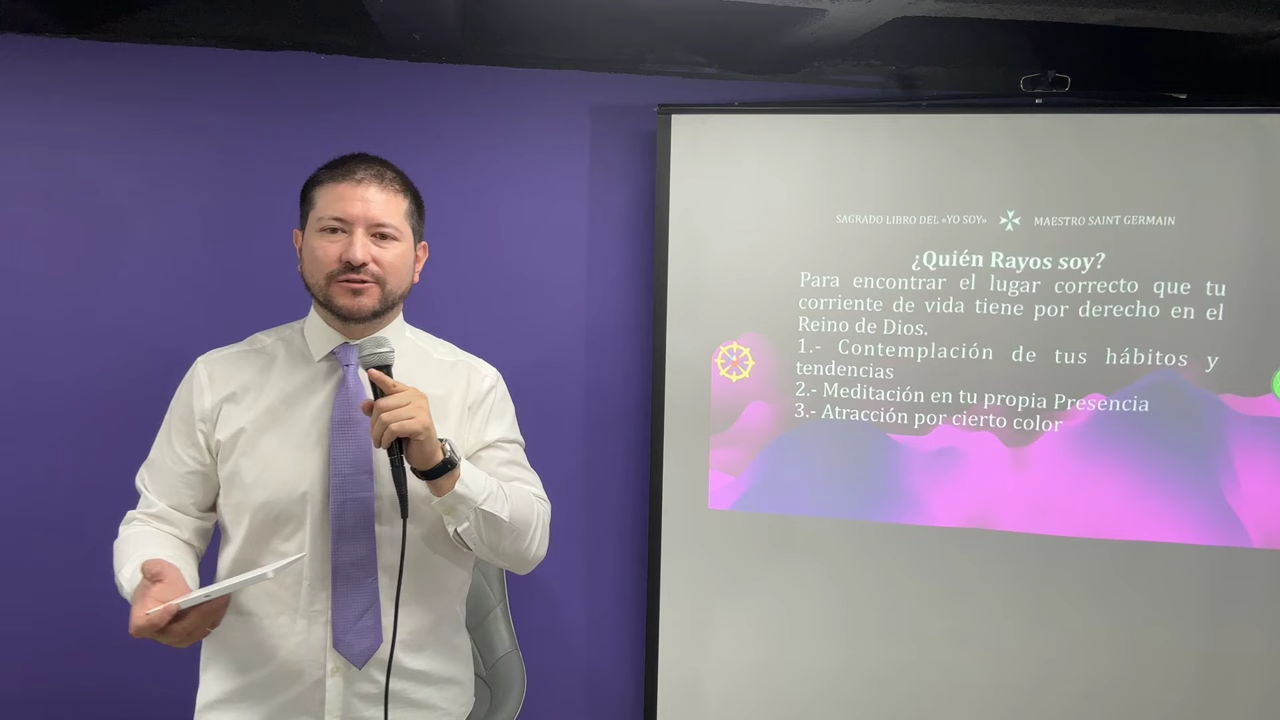 SAGRADO LIBRO DEL «YO SOY» MAESTRO SAINT GERMAIN
¿Quién Rayos soy?
Para encontrar el lugar correcto que tu
corriente de vida tiene por derecho en el
Reino de Dios.
1.- Contemplación de tus hábitos y
tendencias
2.- Meditación en tu propia Presencia
3.- Atracción por cierto color